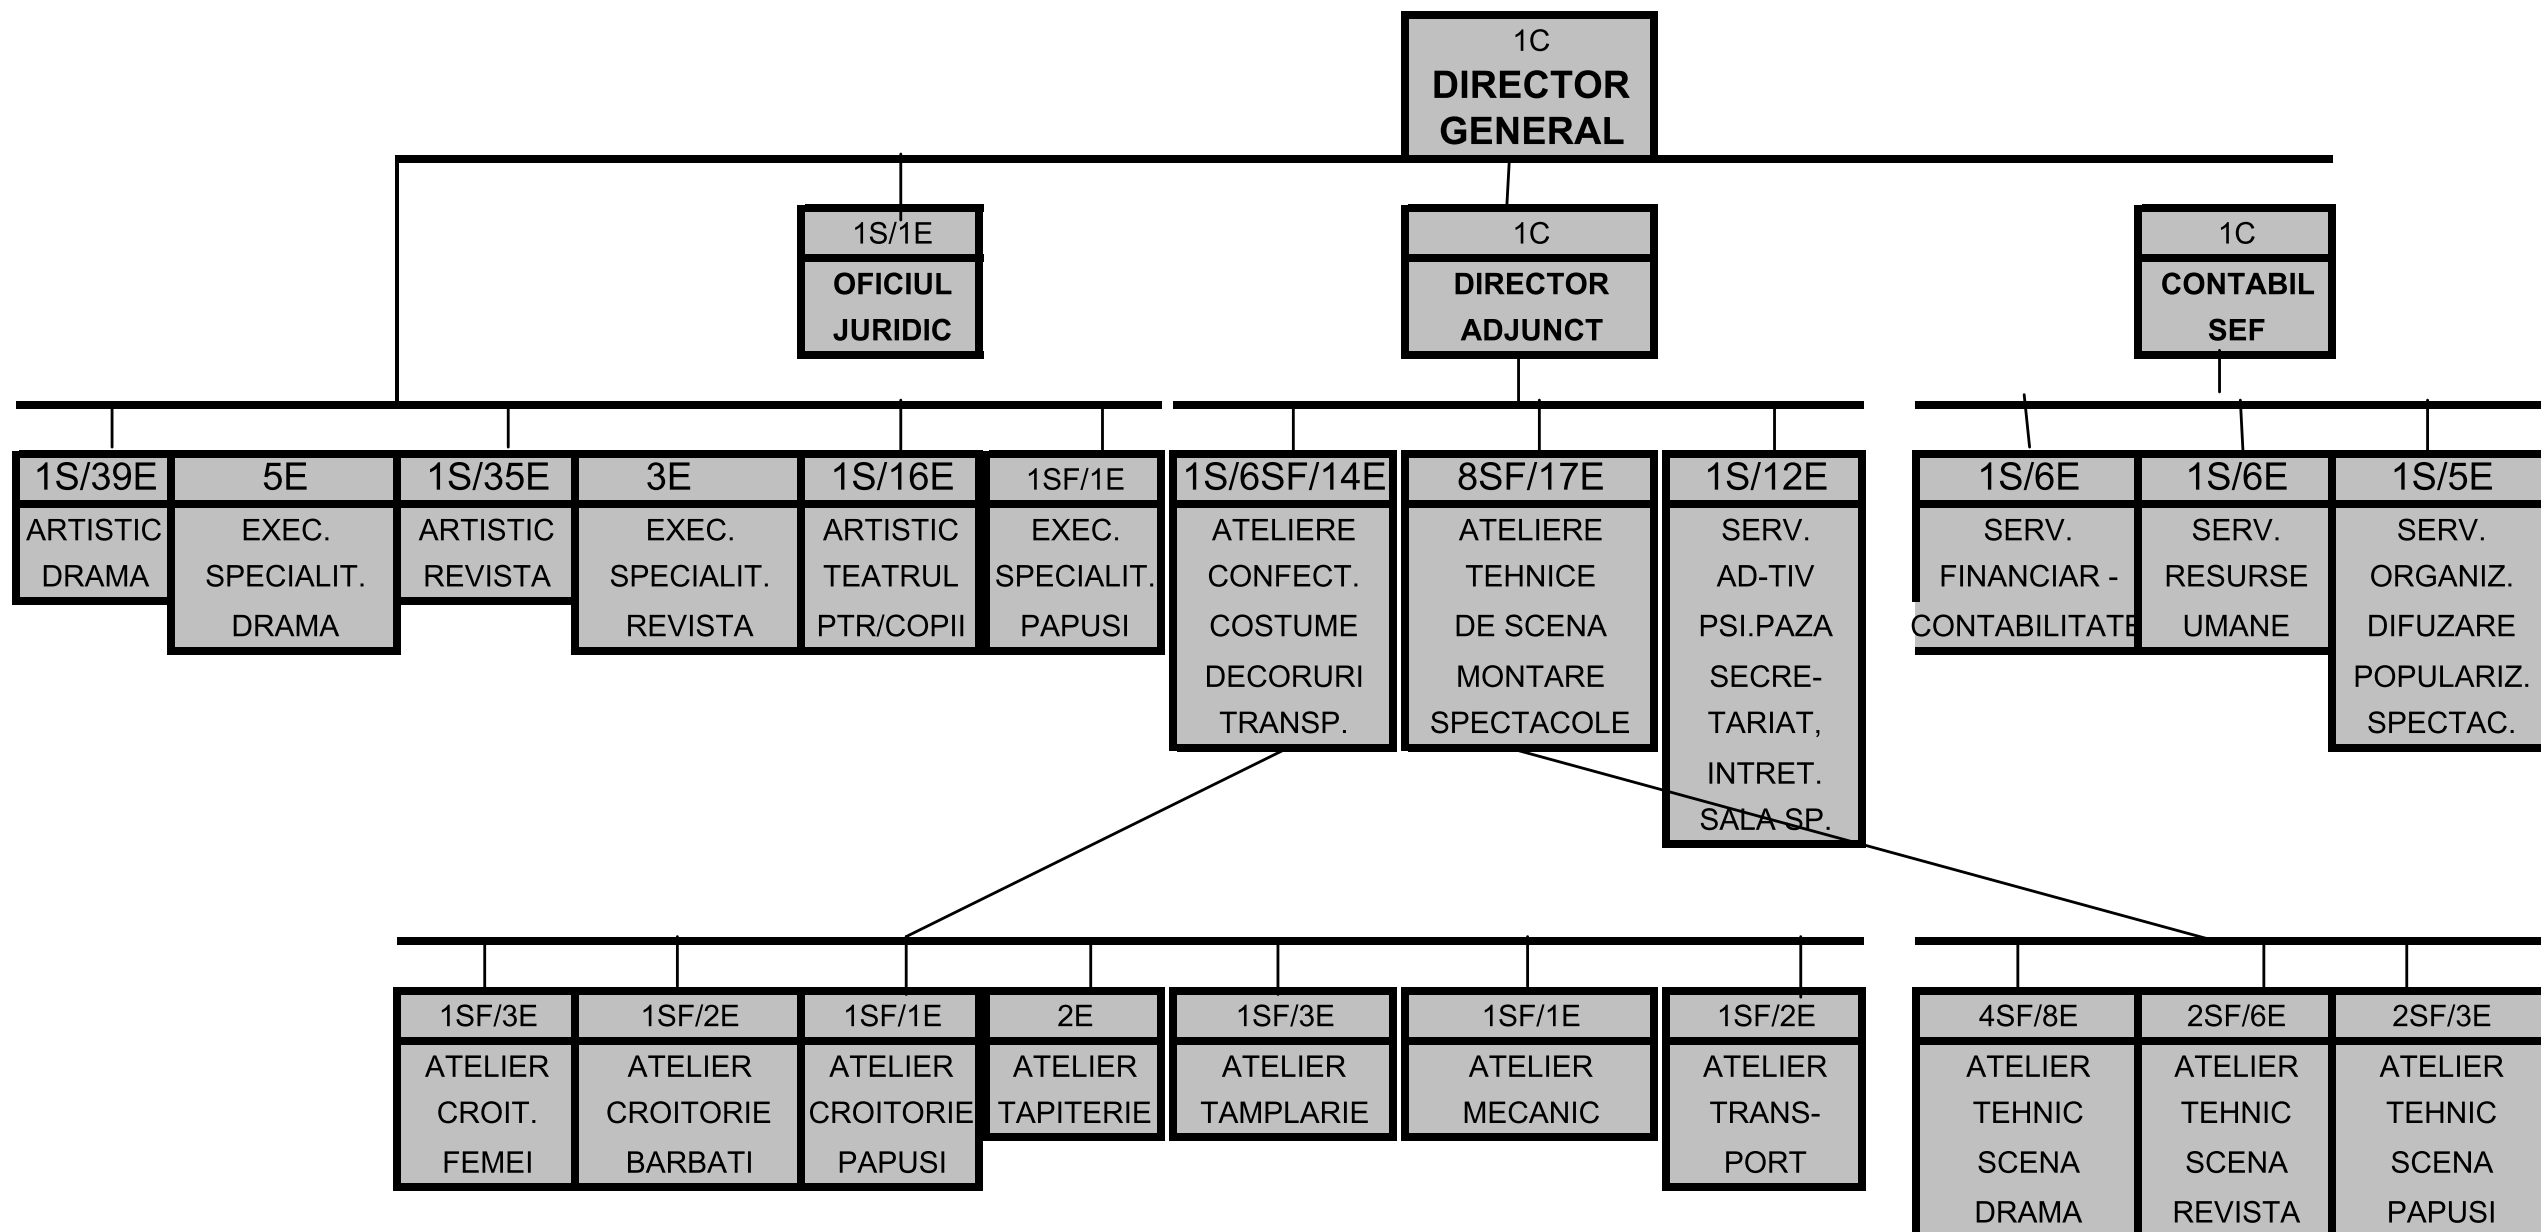 1C
DIRECTOR
GENERAL
1S/1E
OFICIUL
JURIDIC
1C
DIRECTOR
ADJUNCT
1C
CONTABIL
SEF
1S/39E
ARTISTIC
DRAMA
5E
EXEC.
SPECIALIT.
DRAMA
1S/35E
ARTISTIC
REVISTA
3E
EXEC.
SPECIALIT.
REVISTA
1S/16E
ARTISTIC
TEATRUL
PTR/COPII
1SF/1E
EXEC.
SPECIALIT.
PAPUSI
1S/6SF/14E
ATELIERE
CONFECT.
COSTUME
DECORURI
TRANSP.
8SF/17E
ATELIERE
TEHNICE
DE SCENA
MONTARE
SPECTACOLE
1S/12E
SERV.
AD-TIV
PSI.PAZA
SECRE-
TARIAT,
INTRET.
SALA SP.
1S/6E
SERV.
FINANCIAR -
CONTABILITATE
1S/6E
SERV.
RESURSE
UMANE
1S/5E
SERV.
ORGANIZ.
DIFUZARE
POPULARIZ.
SPECTAC.
1SF/3E
ATELIER
CROIT.
FEMEI
1SF/2E
ATELIER
CROITORIE
BARBATI
1SF/1E
ATELIER
CROITORIE
PAPUSI
2E
ATELIER
TAPITERIE
1SF/3E
ATELIER
TAMPLARIE
1SF/1E
ATELIER
MECANIC
1SF/2E
ATELIER
TRANS-
PORT
4SF/8E
ATELIER
TEHNIC
SCENA
DRAMA
2SF/6E
ATELIER
TEHNIC
SCENA
REVISTA
2SF/3E
ATELIER
TEHNIC
SCENA
PAPUSI